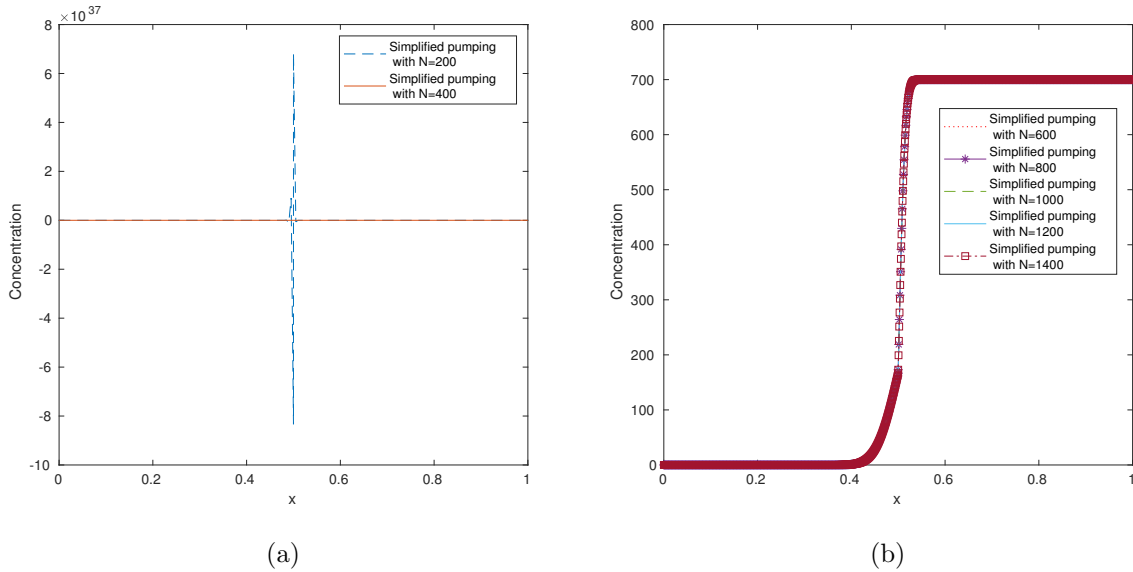 ×10 37
8
6
4
2
0
-2
-4
-6
-8
-10
Concentration
0
0.2
0.4
0.6
0.8
1
x
Simplified pumping
with N=200
Simplified pumping
with N=400
(a)
800
700
600
500
400
300
200
100
0
Concentration
0
0.2
0.4
0.6
0.8
1
x
Simplified pumping
with N=600
Simplified pumping
with N=800
Simplified pumping
with N=1000
Simplified pumping
with N=1200
Simplified pumping
with N=1400
(b)